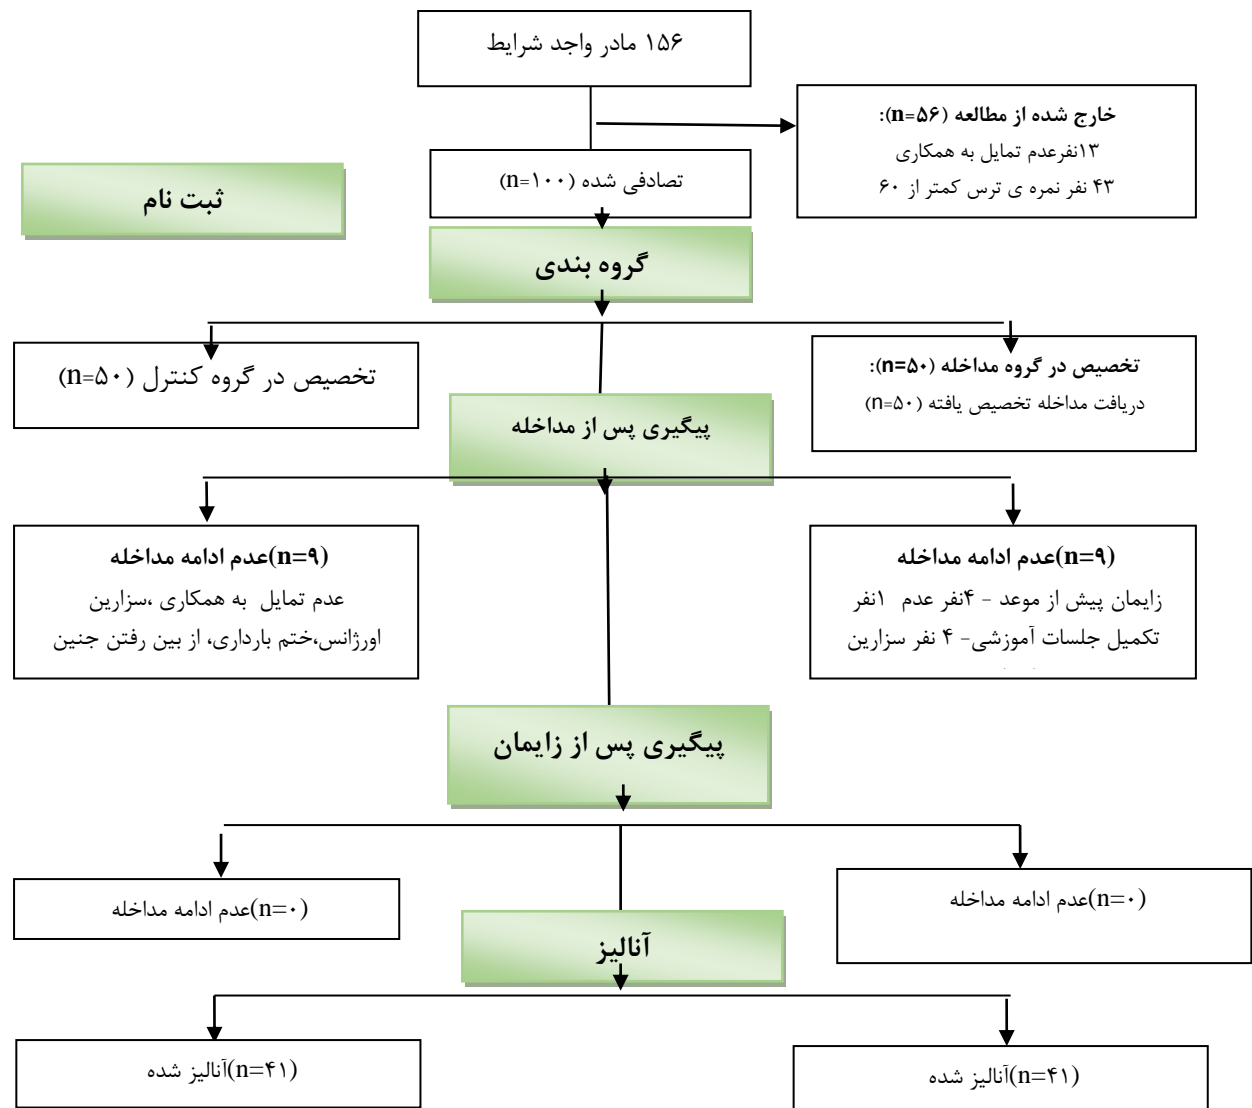 ۱۵۶ مادر واجد شرایط
خارج شده از مطالعه (n=۵۶):
۱۳نفرعدم تمایل به همکاری
۴۳ نفر نمره ی ترس کمتر از ۶۰
تصادفی شده (n=۱۰۰)
ثبت نام
گروه بندی
تخصیص در گروه مداخله (n=۵۰):
دریافت مداخله تخصیص یافته (n=۵۰)
تخصیص در گروه کنترل (n=۵۰)
پیگیری پس از مداخله
(n=۹)عدم ادامه مداخله
زایمان پیش از موعد - ۴نفر عدم ۱نفر
تکمیل جلسات آموزشی- ۴ نفر سزارین
(n=۹)عدم ادامه مداخله
عدم تمایل به همکاری ،سزارین
اورژانس،ختم بارداری، از بین رفتن جنین
پیگیری پس از زایمان
(n=۰)عدم ادامه مداخله
(n=۰)عدم ادامه مداخله
آنالیز
(n=۴۱)آنالیز شده
(n=۴۱)آنالیز شده